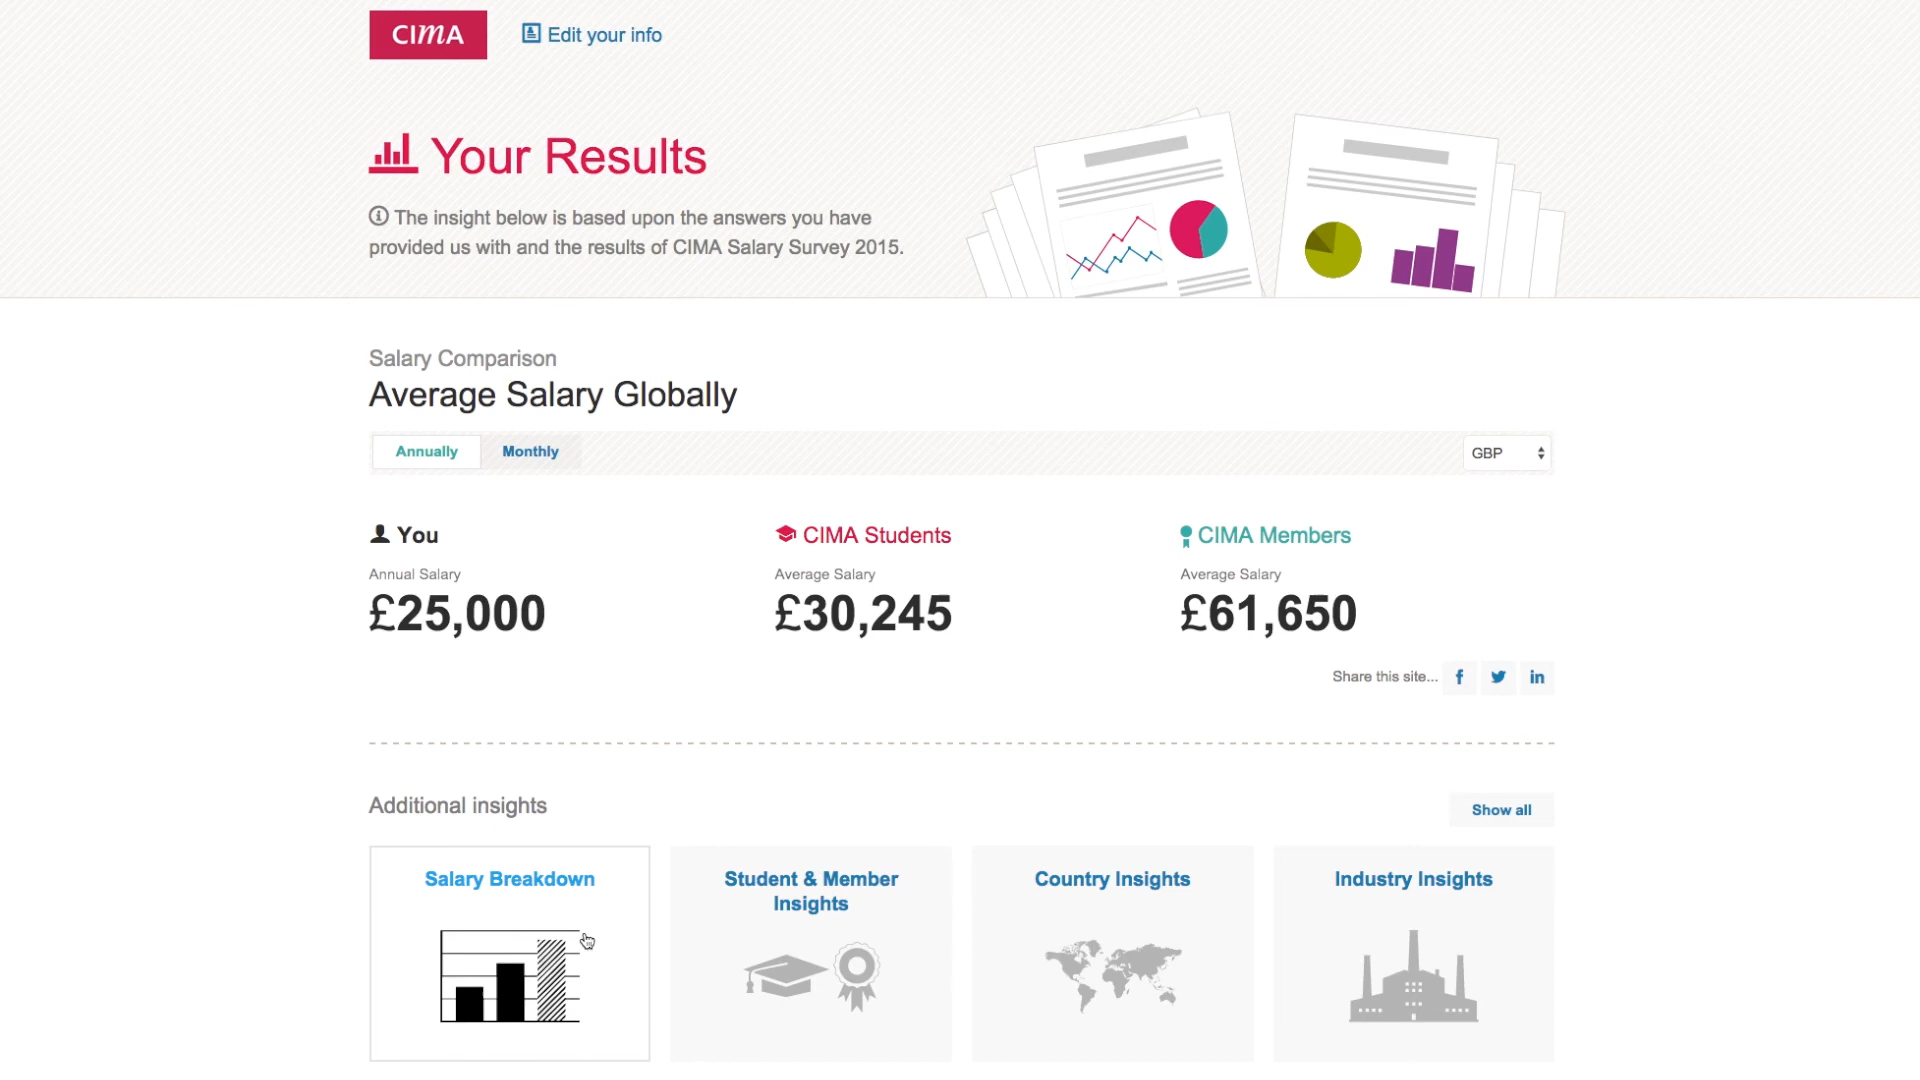 CIMA
Edit your info
Your Results
The insight below is based upon the answers you have
provided us with and the results of CIMA Salary Survey 2015.
Salary Comparison
Average Salary Globally
Annually
Monthly
GBP
You
Annual Salary
£25,000
CIMA Students
Average Salary
£30,245
CIMA Members
Average Salary
£61,650
Share this site...
Additional insights
Show all
Salary Breakdown
Student & Member
Insights
Country Insights
Industry Insights